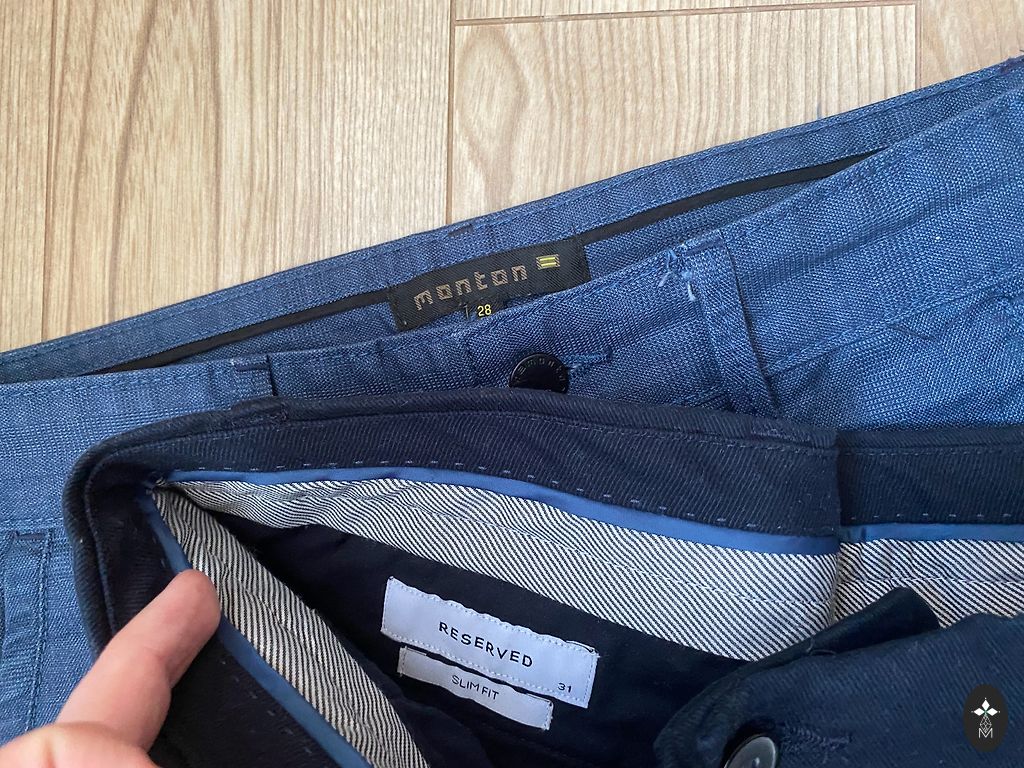 monton
28
RESERVED
31
SLIM FIT